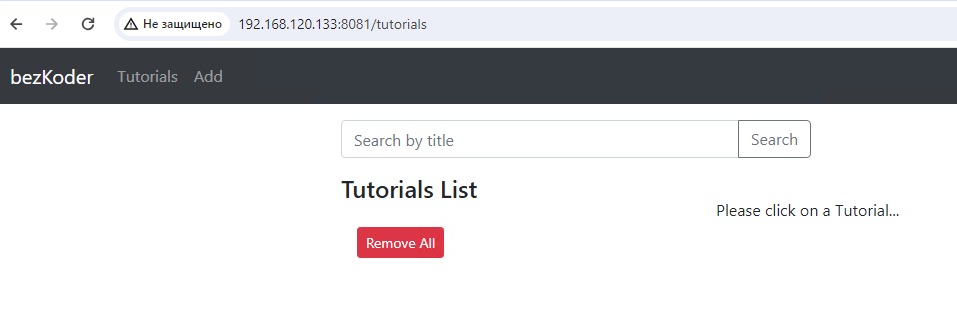 Не защищено 192.168.120.133:8081/tutorials
bezKoder Tutorials Add
Search by title Search
Tutorials List
Please click on a Tutorial...
Remove All